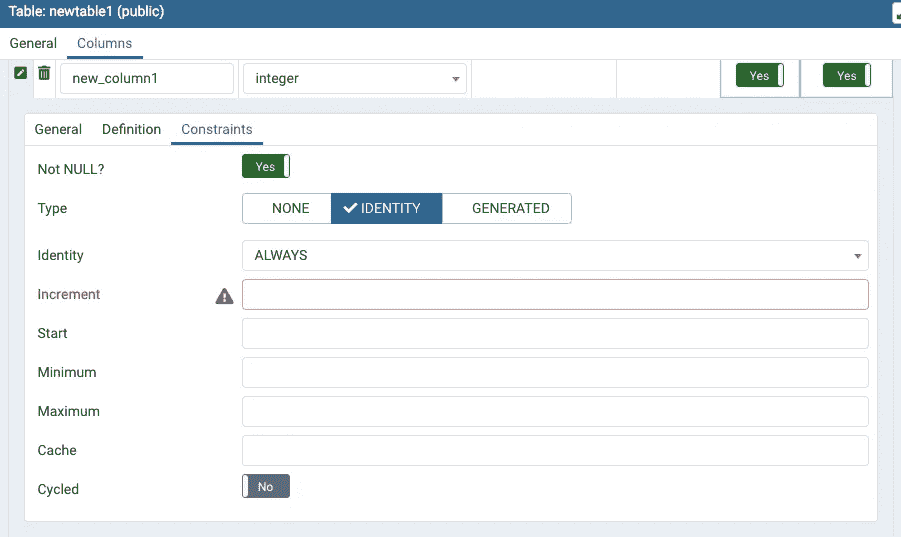 Table: newtable1 (public)
General Columns
new_column1 integer Yes Yes
General Definition Constraints
Not NULL? Yes
Type NONE IDENTITY GENERATED
Identity ALWAYS
Increment
Start
Minimum
Maximum
Cache
Cycled No